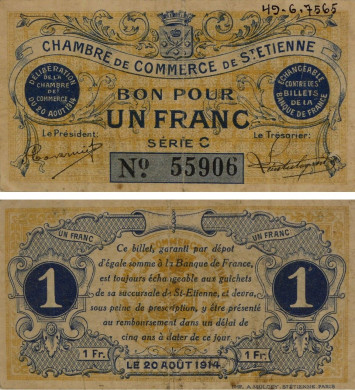 49-6.7565
CHAMBRE DE COMMERCE DE ST ETIENNE
DÉLIBÉRATION
DE LA
CHAMBRE
DE
COMMERCE
DU 20 AOUT 1914
ÉCHANGEABLE
CONTRE DES
BILLETS
DE LA
BANQUE DE FRANCE
BON POUR
UN FRANC
SÉRIE C
Le Président:
Le Trésorier:
No. 55906
UN FRANC
UN FRANC
Ce billet, garanti par dépôt
d'égale somme à la Banque de France,
est toujours échangeable aux guichets
de sa succursale de St-Etienne, et devra,
sous peine de prescription, y être présenté
au remboursement dans un délai de
cinq ans à dater de ce jour
1
1
1 Fr.
1 Fr.
LE 20 AOÛT 1914